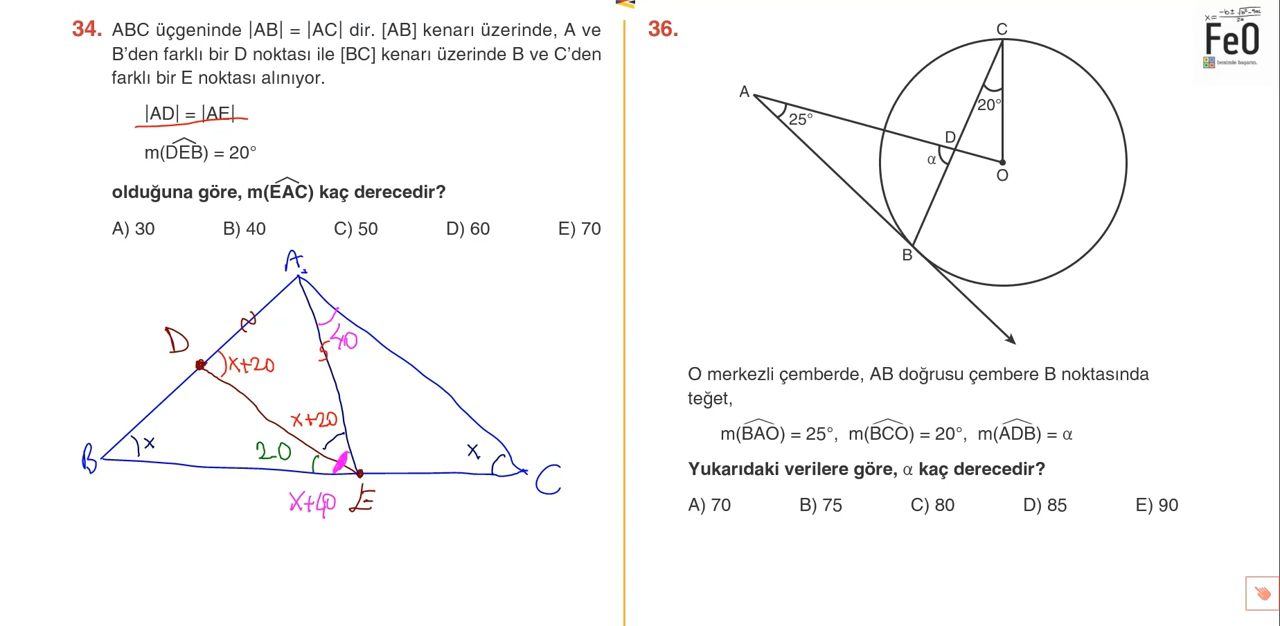 34. ABC üçgeninde |AB| = |AC| dir. [AB] kenarı üzerinde, A ve
B'den farklı bir D noktası ile [BC] kenarı üzerinde B ve C'den
farklı bir E noktası alınıyor.
|AD| = |AE|
m(DEB) = 20°
olduğuna göre, m(EAC) kaç derecedir?
A) 30 B) 40 C) 50 D) 60 E) 70
A
D
x+20
40
x+20
B
x
20
x
C
x+40
E
36.
C
A
20°
25°
D
α
O
B
O merkezli çemberde, AB doğrusu çembere B noktasında
teğet,
m(BAO) = 25°, m(BCO) = 20°, m(ADB) = α
Yukarıdaki verilere göre, α kaç derecedir?
A) 70 B) 75 C) 80 D) 85 E) 90
FeO